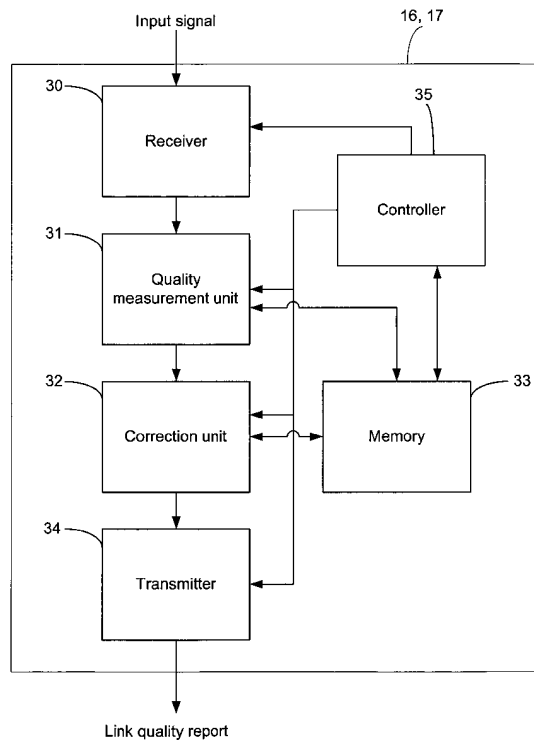 Input signal
16, 17
30
35
Receiver
Controller
31
Quality
measurement unit
32
33
Correction unit
Memory
34
Transmitter
Link quality report